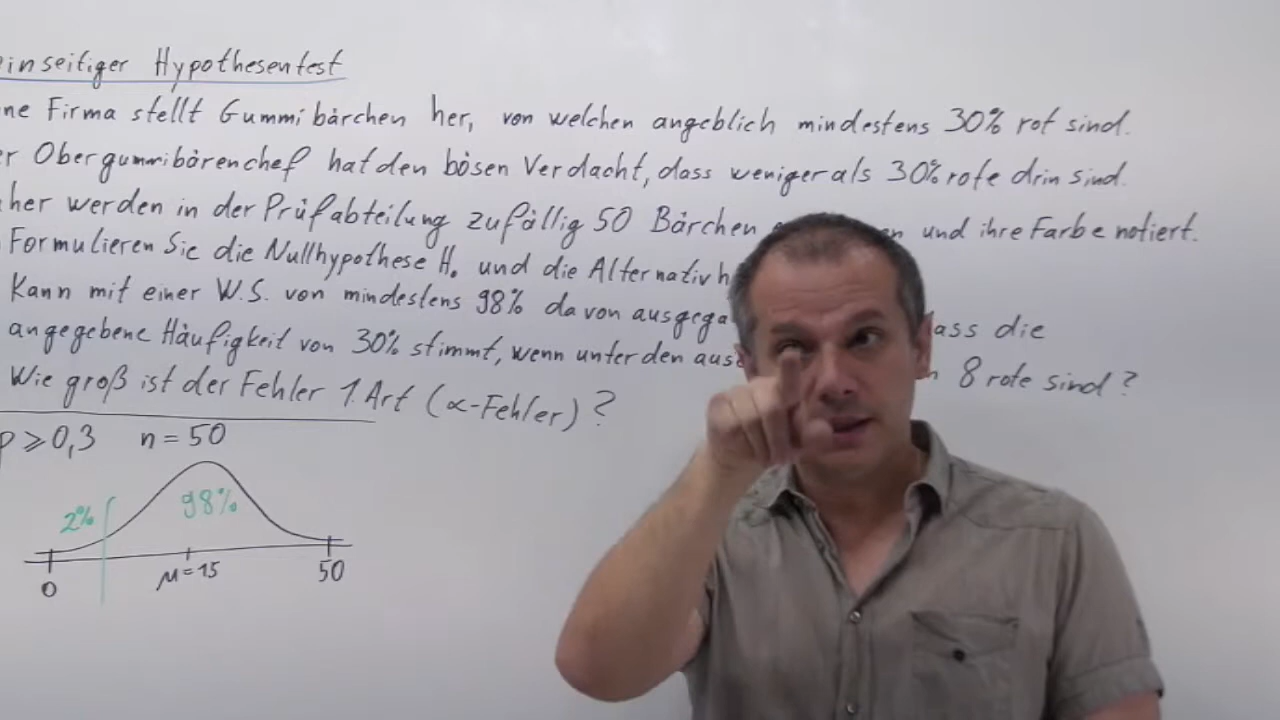 inseitiger Hypothesentest
ne Firma stellt Gummibärchen her, von welchen angeblich mindestens 30% rot sind.
r Obergummibärenchef hat den bösen Verdacht, dass weniger als 30% rote drin sind.
her werden in der Prüfabteilung zufällig 50 Bärchen und ihre Farbe notiert.
Formulieren Sie die Nullhypothese H₀ und die Alternativh
Kann mit einer W.S. von mindestens 98% davon ausgega ass die
angegebene Häufigkeit von 30% stimmt, wenn unter den aus n 8 rote sind?
Wie groß ist der Fehler 1. Art (α-Fehler)?
p ≥ 0,3 n = 50
2% 98%
0 μ=15 50